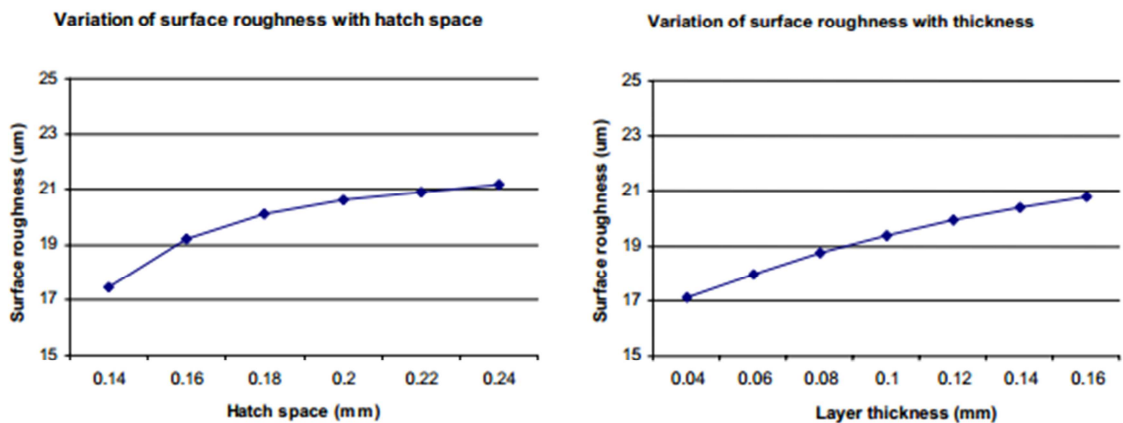 Variation of surface roughness with hatch space
25
23
21
19
17
15
Surface roughness (um)
0.14 0.16 0.18 0.2 0.22 0.24
Hatch space (mm)
Variation of surface roughness with thickness
25
23
21
19
17
15
Surface roughness (um)
0.04 0.06 0.08 0.1 0.12 0.14 0.16
Layer thickness (mm)